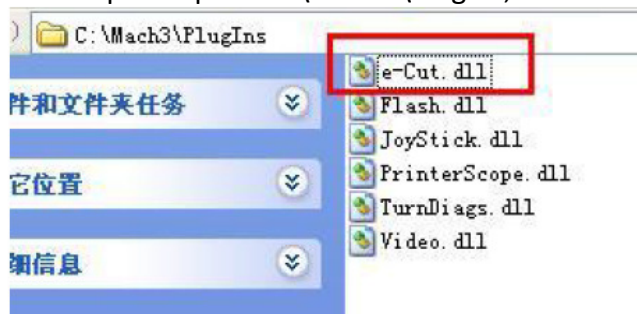 C:\Mach3\PlugIns
e-Cut.dll
件和文件夹任务
Flash.dll
JoyStick.dll
它位置
PrinterScope.dll
TurnDiags.dll
细信息
Video.dll